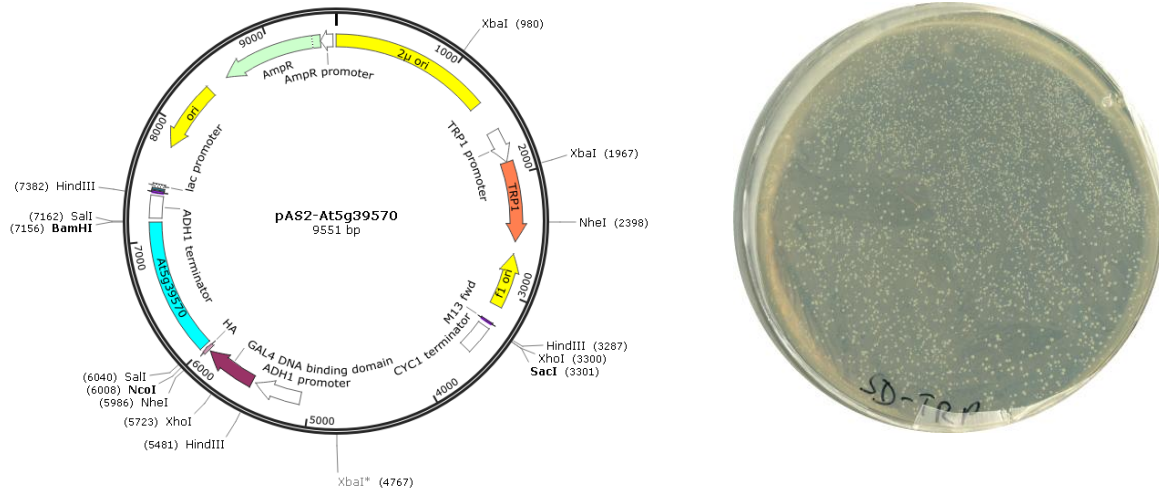 XbaI (980)
9000
1000
2μ ori
AmpR
AmpR promoter
ori
8000
TRP1 promoter
2000
XbaI (1967)
TRP1
lac promoter
(7382) HindIII
(7162) SalI
(7156) BamHI
pAS2-At5g39570
9551 bp
NheI (2398)
ADH1 terminator
7000
At5g39570
f1 ori
3000
M13 fwd
CYC1 terminator
HA
GAL4 DNA binding domain
ADH1 promoter
HindIII (3287)
XhoI (3300)
SacI (3301)
6000
(6040) SalI
(6008) NcoI
(5986) NheI
(5723) XhoI
(5481) HindIII
5000
4000
XbaI* (4767)
SD-TRP